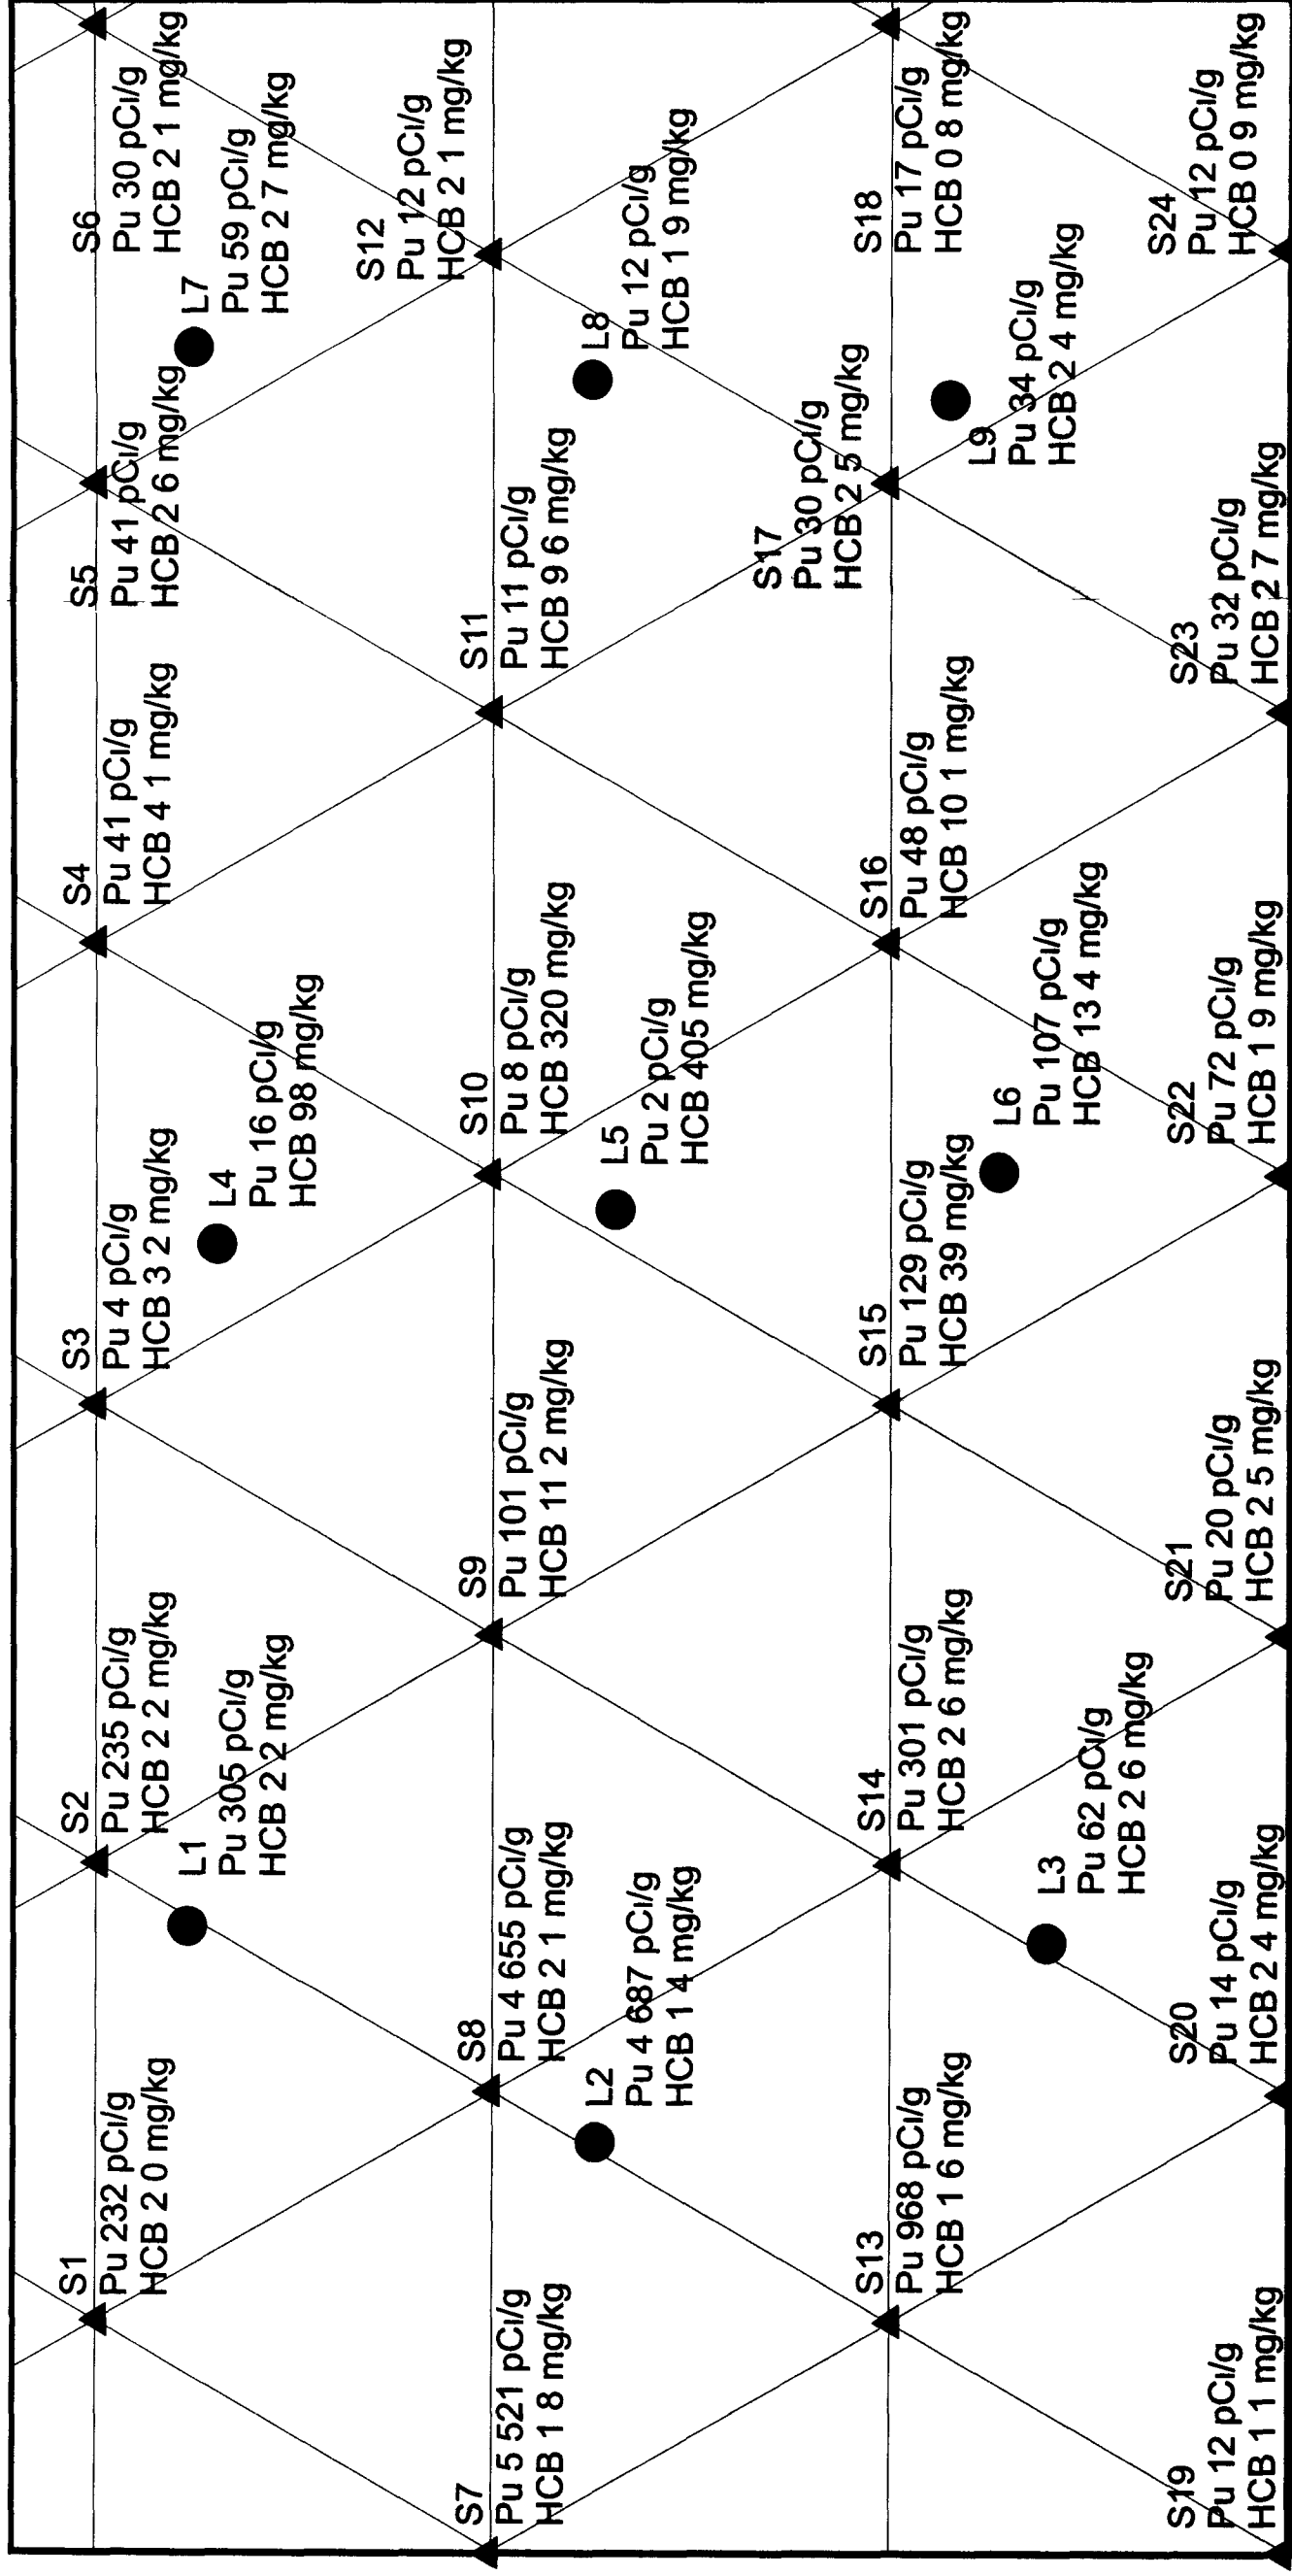 S1
Pu 232 pCi/g
HCB 2 0 mg/kg
S2
Pu 235 pCi/g
HCB 2 2 mg/kg
S3
Pu 4 pCi/g
HCB 3 2 mg/kg
S4
Pu 41 pCi/g
HCB 4 1 mg/kg
S5
Pu 41 pCi/g
HCB 2 6 mg/kg
S6
Pu 30 pCi/g
HCB 2 1 mg/kg
L1
Pu 305 pCi/g
HCB 2 2 mg/kg
L4
Pu 16 pCi/g
HCB 98 mg/kg
L7
Pu 59 pCi/g
HCB 2 7 mg/kg
S7
Pu 5 521 pCi/g
HCB 1 8 mg/kg
S8
Pu 4 655 pCi/g
HCB 2 1 mg/kg
S9
Pu 101 pCi/g
HCB 11 2 mg/kg
S10
Pu 8 pCi/g
HCB 320 mg/kg
S11
Pu 11 pCi/g
HCB 9 6 mg/kg
S12
Pu 12 pCi/g
HCB 2 1 mg/kg
L2
Pu 4 687 pCi/g
HCB 1 4 mg/kg
L5
Pu 2 pCi/g
HCB 405 mg/kg
L8
Pu 12 pCi/g
HCB 1 9 mg/kg
S13
Pu 968 pCi/g
HCB 1 6 mg/kg
S14
Pu 301 pCi/g
HCB 2 6 mg/kg
S15
Pu 129 pCi/g
HCB 39 mg/kg
S16
Pu 48 pCi/g
HCB 10 1 mg/kg
S17
Pu 30 pCi/g
HCB 2 5 mg/kg
S18
Pu 17 pCi/g
HCB 0 8 mg/kg
L3
Pu 62 pCi/g
HCB 2 6 mg/kg
L6
Pu 107 pCi/g
HCB 13 4 mg/kg
L9
Pu 34 pCi/g
HCB 2 4 mg/kg
S19
Pu 12 pCi/g
HCB 1 1 mg/kg
S20
Pu 14 pCi/g
HCB 2 4 mg/kg
S21
Pu 20 pCi/g
HCB 2 5 mg/kg
S22
Pu 72 pCi/g
HCB 1 9 mg/kg
S23
Pu 32 pCi/g
HCB 2 7 mg/kg
S24
Pu 12 pCi/g
HCB 0 9 mg/kg